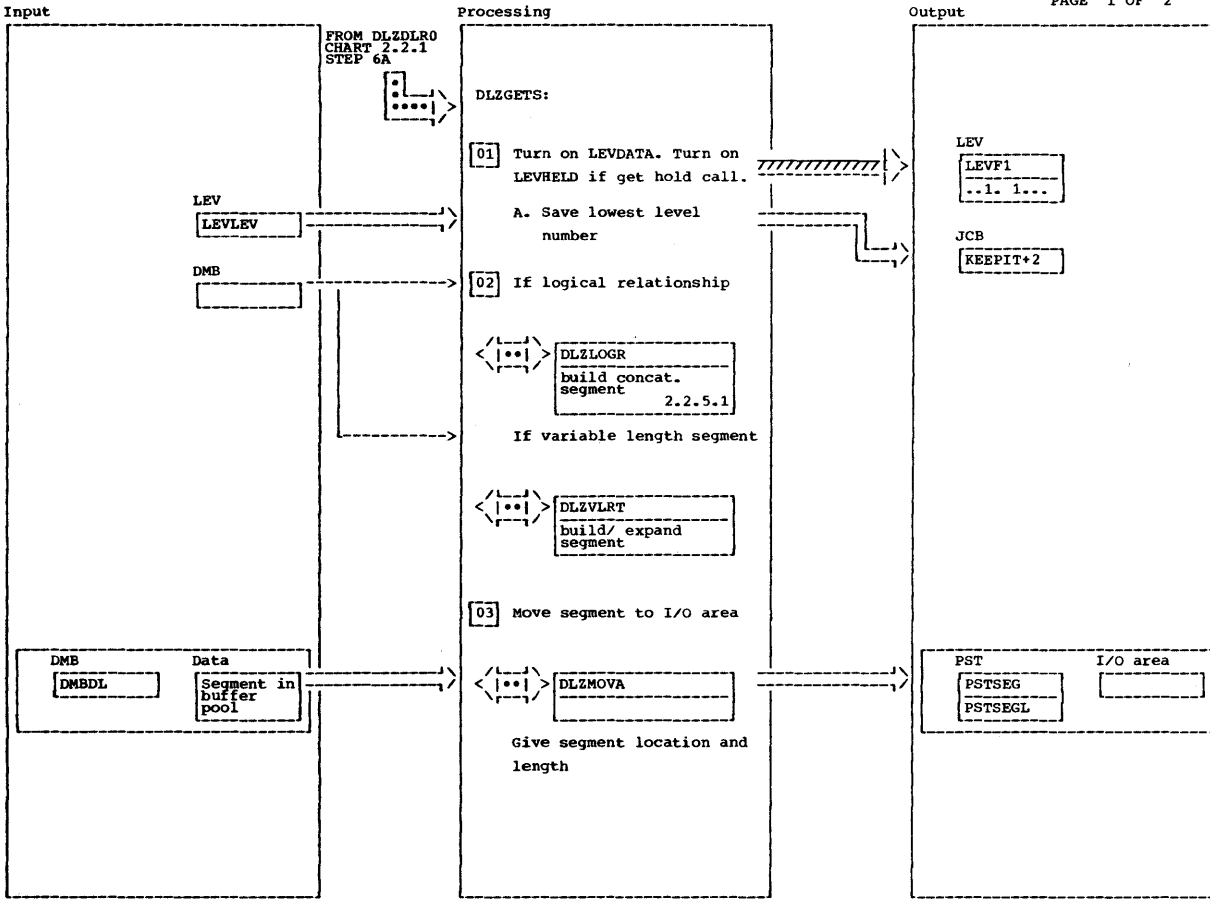 PAGE 1 OF 2
Input
Processing
Output
FROM DLZDLR0
CHART 2.2.1
STEP 6A
DLZGETS:
01 Turn on LEVDATA. Turn on
LEVHELD if get hold call.
LEV
LEVF1
..1. 1...
LEV
LEVLEV
A. Save lowest level
number
JCB
KEEPIT+2
DMB
02 If logical relationship
DLZLOGR
build concat.
segment
2.2.5.1
If variable length segment
DLZVLRT
build/ expand
segment
03 Move segment to I/O area
DMB
DMBDL
Data
Segment in
buffer
pool
DLZMOVA
PST
PSTSEG
PSTSEGL
I/O area
Give segment location and
length